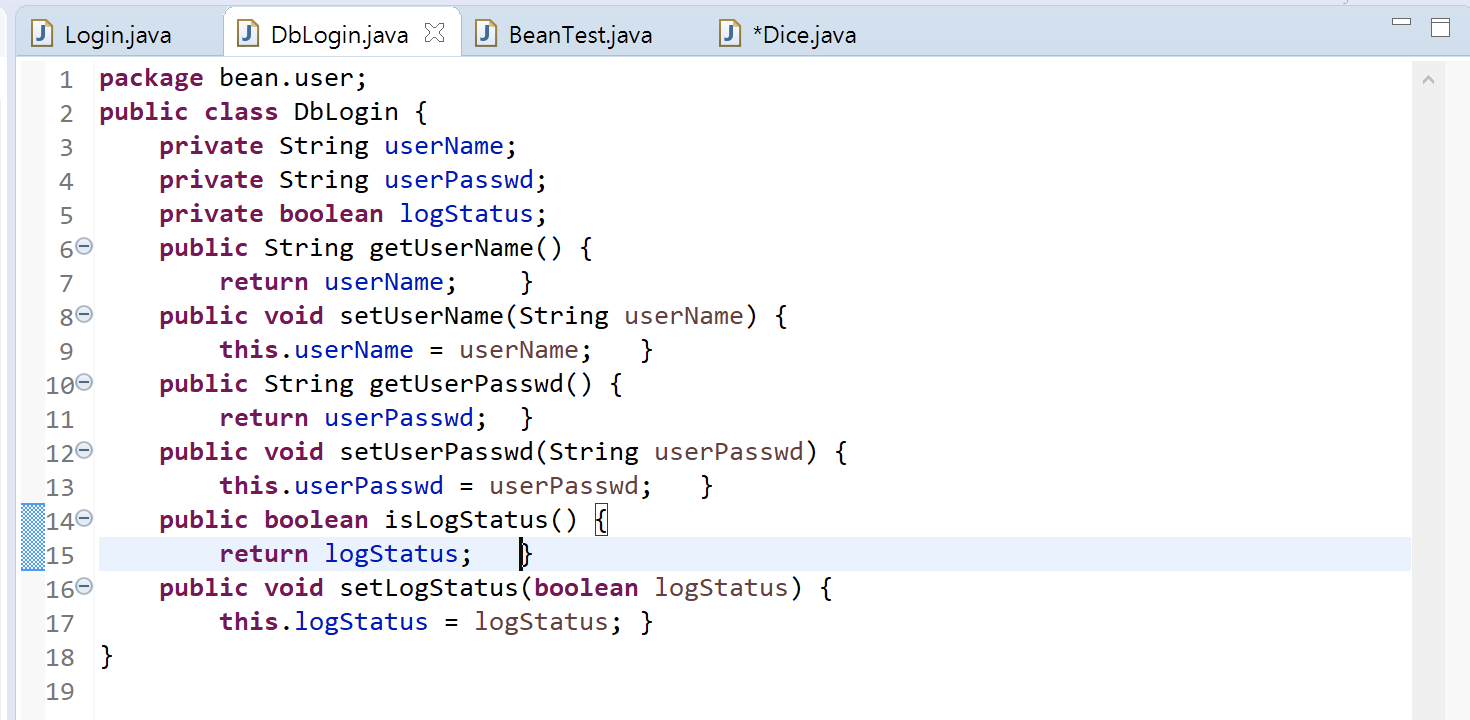 Login.java DbLogin.java BeanTest.java *Dice.java
1 package bean.user;
2 public class DbLogin {
3     private String userName;
4     private String userPasswd;
5     private boolean logStatus;
6     public String getUserName() {
7         return userName;    }
8     public void setUserName(String userName) {
9         this.userName = userName;   }
10     public String getUserPasswd() {
11         return userPasswd;  }
12     public void setUserPasswd(String userPasswd) {
13         this.userPasswd = userPasswd;   }
14     public boolean isLogStatus() {
15         return logStatus;   }
16     public void setLogStatus(boolean logStatus) {
17         this.logStatus = logStatus; }
18 }
19